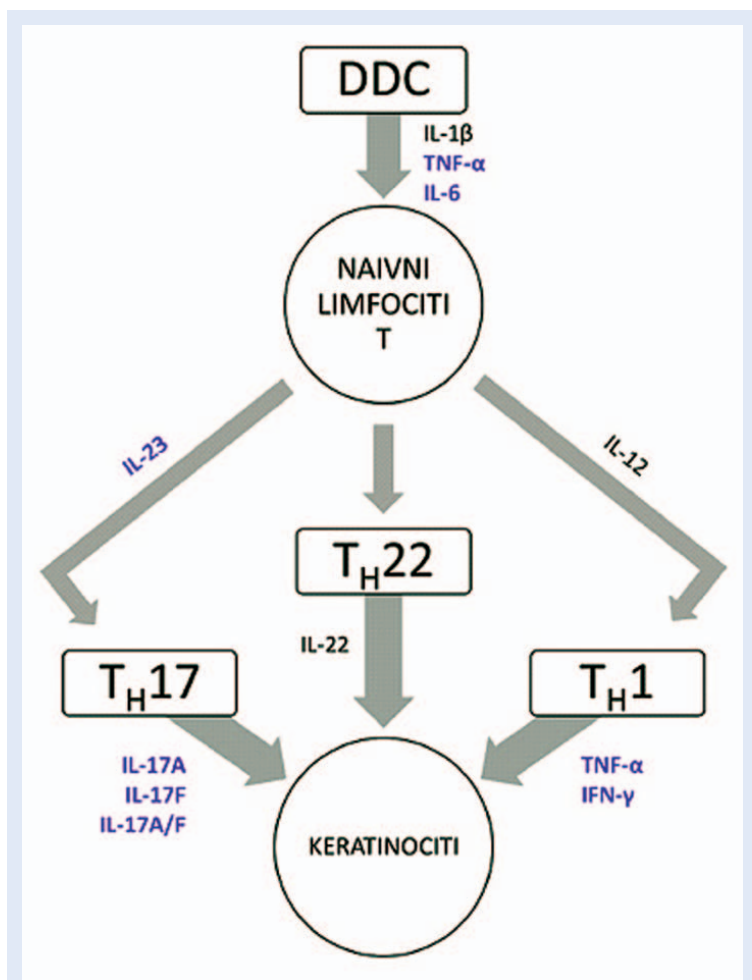 DDC
IL-1β
TNF-α
IL-6
NAIVNI
LIMFOCITI
T
IL-23
IL-12
TH22
IL-22
TH17
TH1
IL-17A
IL-17F
IL-17A/F
TNF-α
IFN-γ
KERATINOCITI